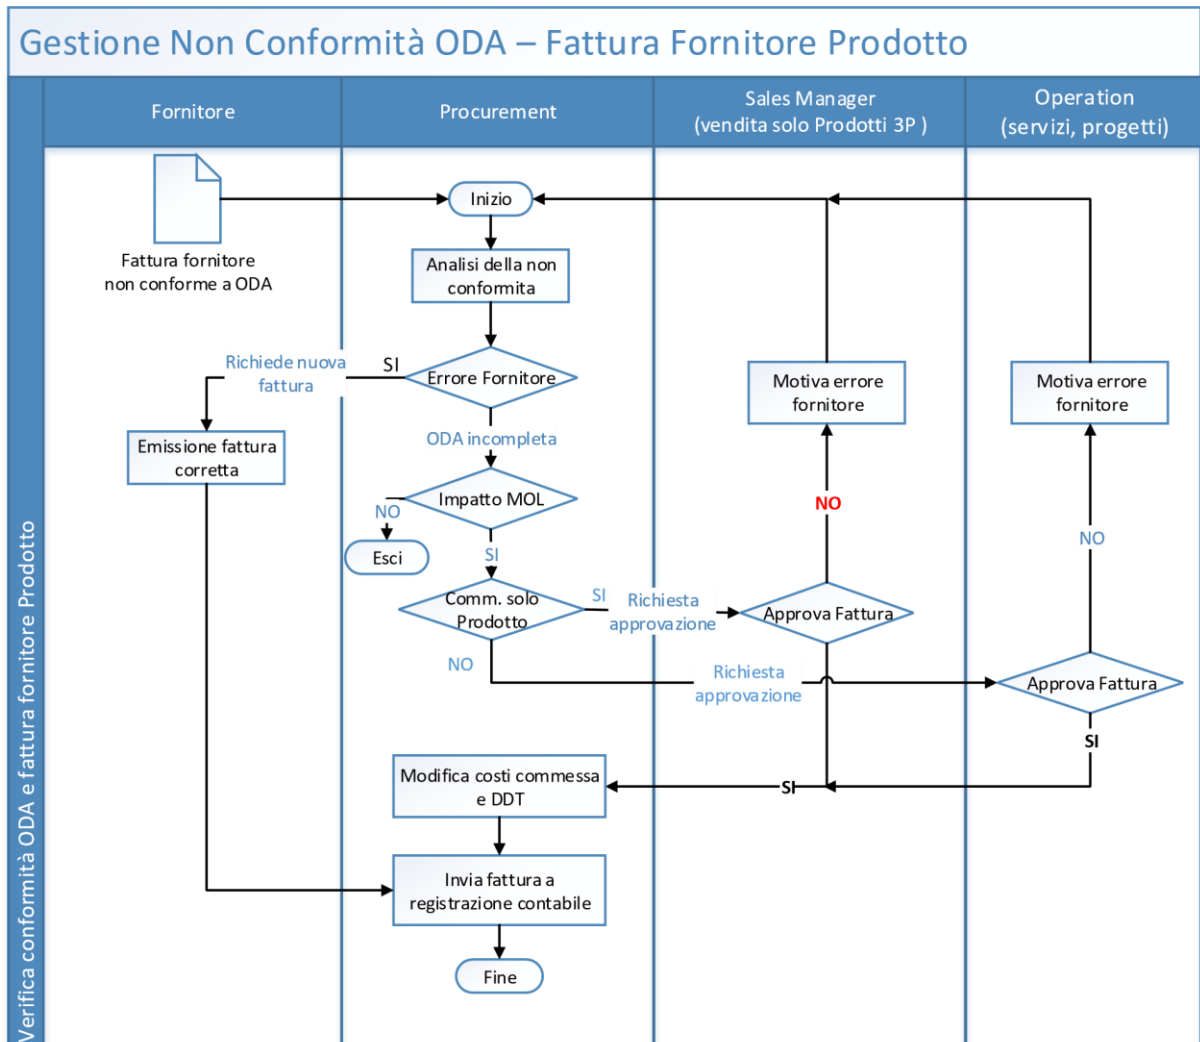 Gestione Non Conformità ODA – Fattura Fornitore Prodotto
Fornitore
Procurement
Sales Manager
(vendita solo Prodotti 3P )
Operation
(servizi, progetti)
Verifica conformità ODA e fattura fornitore Prodotto
Inizio
Fattura fornitore
non conforme a ODA
Analisi della non
conformita
Richiede nuova
fattura
SI
Errore Fornitore
Motiva errore
fornitore
Motiva errore
fornitore
Emissione fattura
corretta
ODA incompleta
Impatto MOL
NO
NO
Esci
SI
NO
Comm. solo
Prodotto
SI
Richiesta
approvazione
Approva Fattura
NO
Richiesta
approvazione
Approva Fattura
SI
Modifica costi commessa
e DDT
SI
Invia fattura a
registrazione contabile
Fine